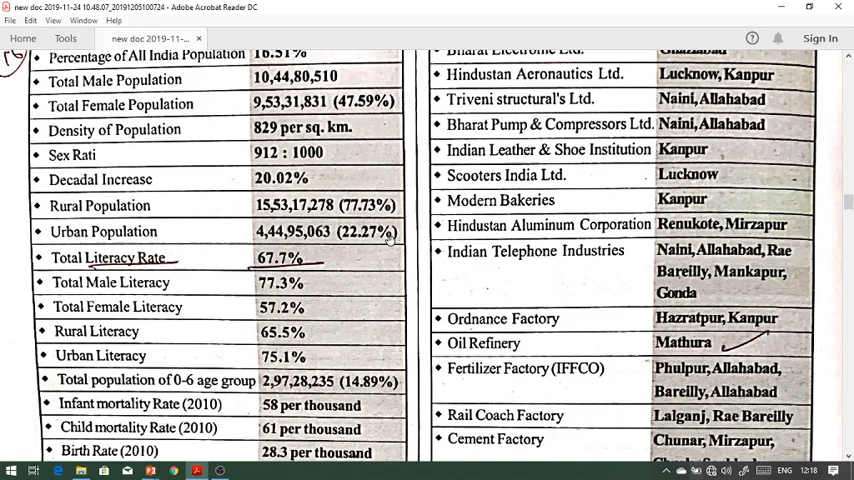 new doc 2019-11-24 10.48.07_20191205100724 - Adobe Acrobat Reader DC
File Edit View Window Help
Home Tools new doc 2019-11-... × Sign In
Percentage of All India Population 16.51%
Total Male Population 10,44,80,510
Total Female Population 9,53,31,831 (47.59%)
Density of Population 829 per sq. km.
Sex Rati 912 : 1000
Decadal Increase 20.02%
Rural Population 15,53,17,278 (77.73%)
Urban Population 4,44,95,063 (22.27%)
Total Literacy Rate 67.7%
Total Male Literacy 77.3%
Total Female Literacy 57.2%
Rural Literacy 65.5%
Urban Literacy 75.1%
Total population of 0-6 age group 2,97,28,235 (14.89%)
Infant mortality Rate (2010) 58 per thousand
Child mortality Rate (2010) 61 per thousand
Birth Rate (2010) 28.3 per thousand
Bharat Electronic Ltd. Ghaziabad
Hindustan Aeronautics Ltd. Lucknow, Kanpur
Triveni structural's Ltd. Naini, Allahabad
Bharat Pump & Compressors Ltd. Naini, Allahabad
Indian Leather & Shoe Institution Kanpur
Scooters India Ltd. Lucknow
Modern Bakeries Kanpur
Hindustan Aluminum Corporation Renukote, Mirzapur
Indian Telephone Industries Naini, Allahabad, Rae
Bareilly, Mankapur,
Gonda
Ordnance Factory Hazratpur, Kanpur
Oil Refinery Mathura
Fertilizer Factory (IFFCO) Phulpur, Allahabad,
Bareilly, Allahabad
Rail Coach Factory Lalganj, Rae Bareilly
Cement Factory Chunar, Mirzapur,
ENG 12:18